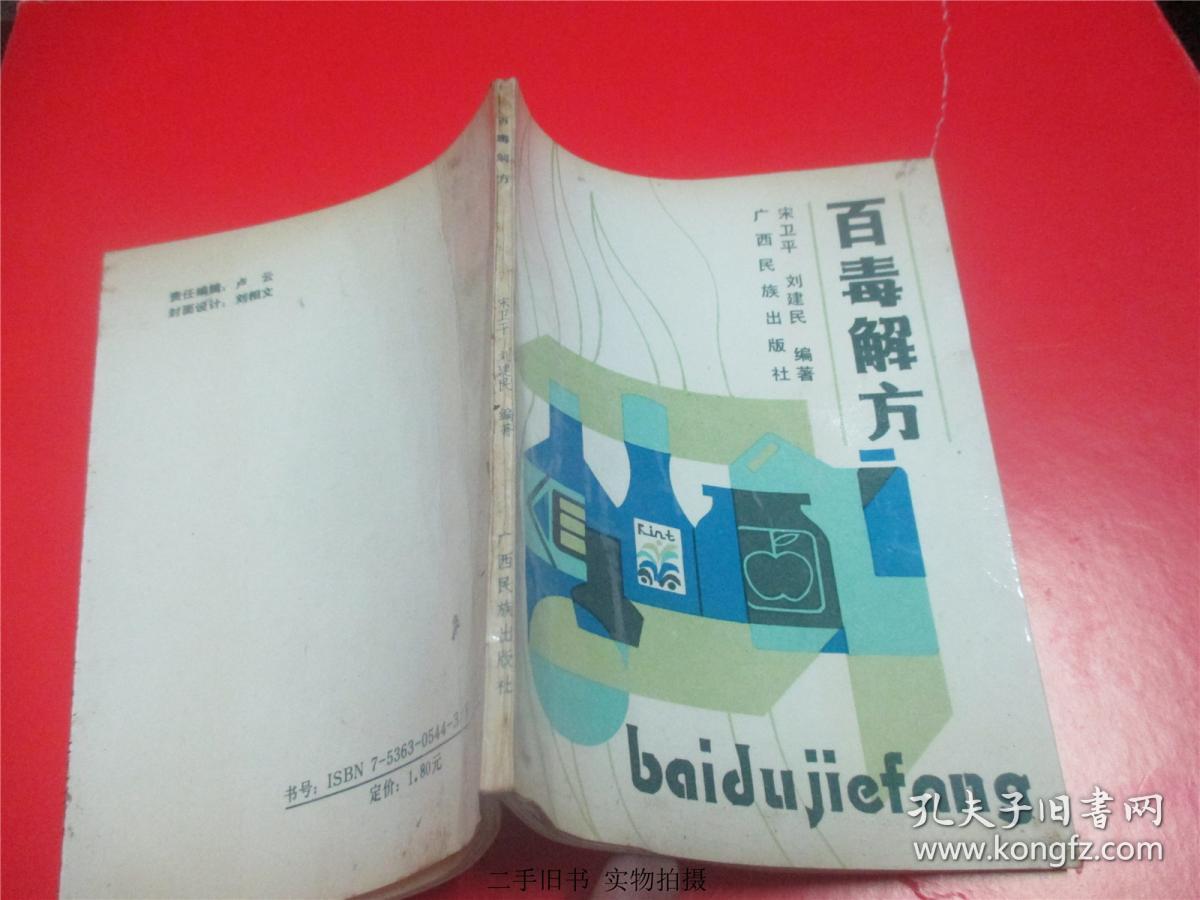 百毒解方
宋卫平 刘建民 编著
广西民族出版社
Rint
baidujiefang
百毒解方
宋卫平 刘建民 编著
广西民族出版社
责任编辑：卢 云
封面设计：刘相文
书号：ISBN 7-5363-0544-3
定价：1.80元
孔夫子旧书网
www.kongfz.com
二手旧书 实物拍摄